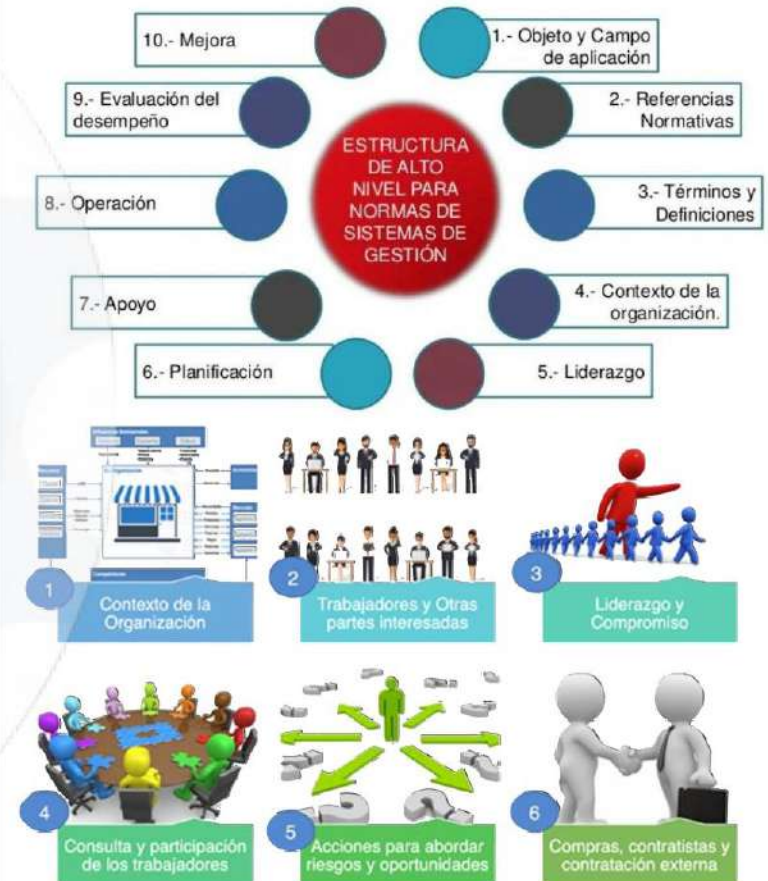 10.- Mejora
1.- Objeto y Campo
de aplicación
9.- Evaluación del
desempeño
2.- Referencias
Normativas
ESTRUCTURA
DE ALTO
NIVEL PARA
NORMAS DE
SISTEMAS DE
GESTIÓN
8.- Operación
3.- Términos y
Definiciones
7.- Apoyo
4.- Contexto de la
organización.
6.- Planificación
5.- Liderazgo
1
Contexto de la
Organización
2
Trabajadores y Otras
partes interesadas
3
Liderazgo y
Compromiso
4
Consulta y participación
de los trabajadores
5
Acciones para abordar
riesgos y oportunidades
6
Compras, contratistas y
contratación externa